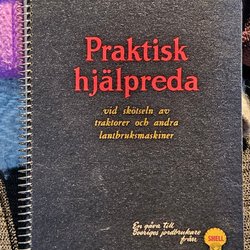 Praktisk
hjälpreda
vid skötseln av
traktorer och andra
lantbruksmaskiner
En gåva till
Sveriges jordbrukare
från
SHELL